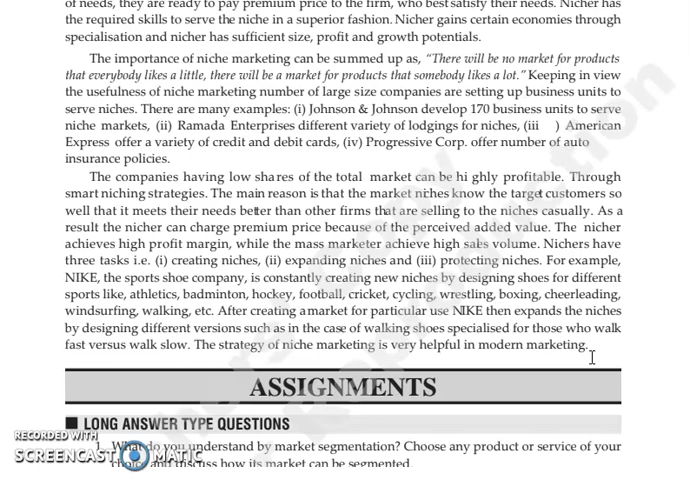 of needs, they are ready to pay premium price to the firm, who best satisfy their needs. Nicher has
the required skills to serve the niche in a superior fashion. Nicher gains certain economies through
specialisation and nicher has sufficient size, profit and growth potentials.
The importance of niche marketing can be summed up as, "There will be no market for products
that everybody likes a little, there will be a market for products that somebody likes a lot." Keeping in view
the usefulness of niche marketing number of large size companies are setting up business units to
serve niches. There are many examples: (i) Johnson & Johnson develop 170 business units to serve
niche markets, (ii) Ramada Enterprises different variety of lodgings for niches, (iii ) American
Express offer a variety of credit and debit cards, (iv) Progressive Corp. offer number of auto
insurance policies.
The companies having low shares of the total market can be hi ghly profitable. Through
smart niching strategies. The main reason is that the market niches know the target customers so
well that it meets their needs better than other firms that are selling to the niches casually. As a
result the nicher can charge premium price because of the perceived added value. The nicher
achieves high profit margin, while the mass marketer achieve high sales volume. Nichers have
three tasks i.e. (i) creating niches, (ii) expanding niches and (iii) protecting niches. For example,
NIKE, the sports shoe company, is constantly creating new niches by designing shoes for different
sports like, athletics, badminton, hockey, football, cricket, cycling, wrestling, boxing, cheerleading,
windsurfing, walking, etc. After creating a market for particular use NIKE then expands the niches
by designing different versions such as in the case of walking shoes specialised for those who walk
fast versus walk slow. The strategy of niche marketing is very helpful in modern marketing.
ASSIGNMENTS
LONG ANSWER TYPE QUESTIONS
1. What do you understand by market segmentation? Choose any product or service of your
choice and discuss how its market can be segmented.
RECORDED WITH
SCREENCAST MATIC